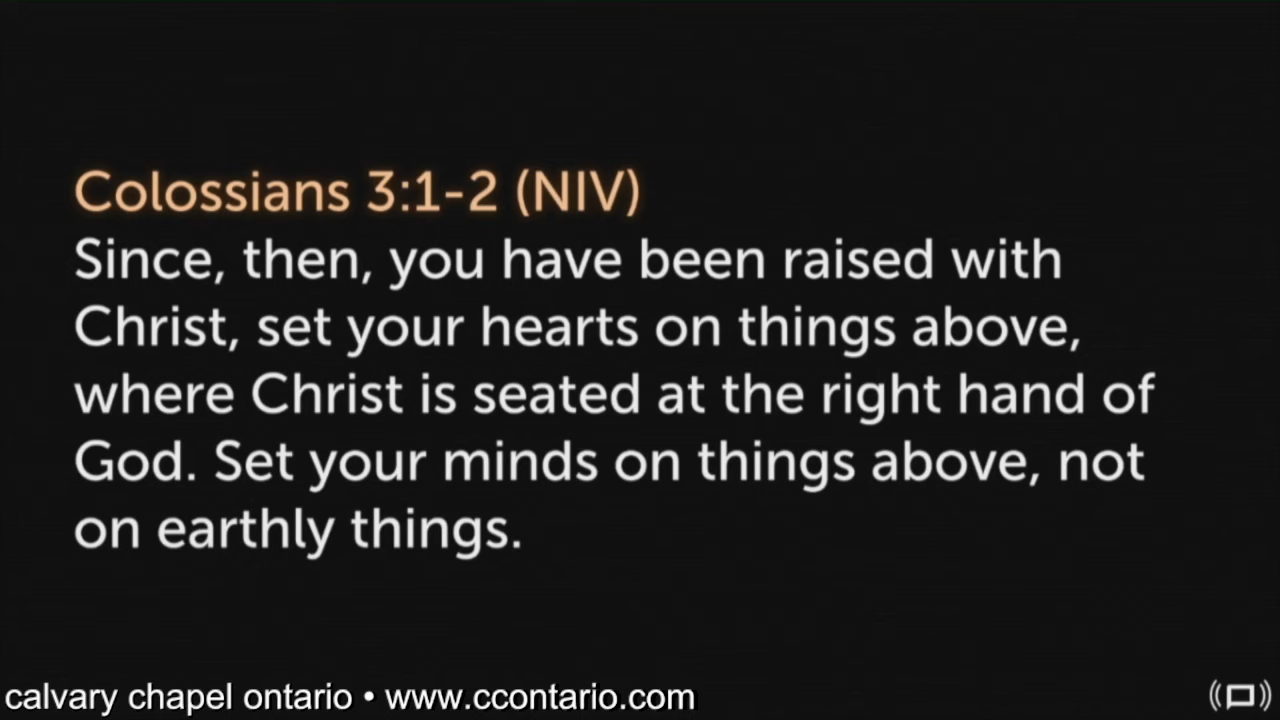 Colossians 3:1-2 (NIV)
Since, then, you have been raised with
Christ, set your hearts on things above,
where Christ is seated at the right hand of
God. Set your minds on things above, not
on earthly things.
calvary chapel ontario • www.ccontario.com